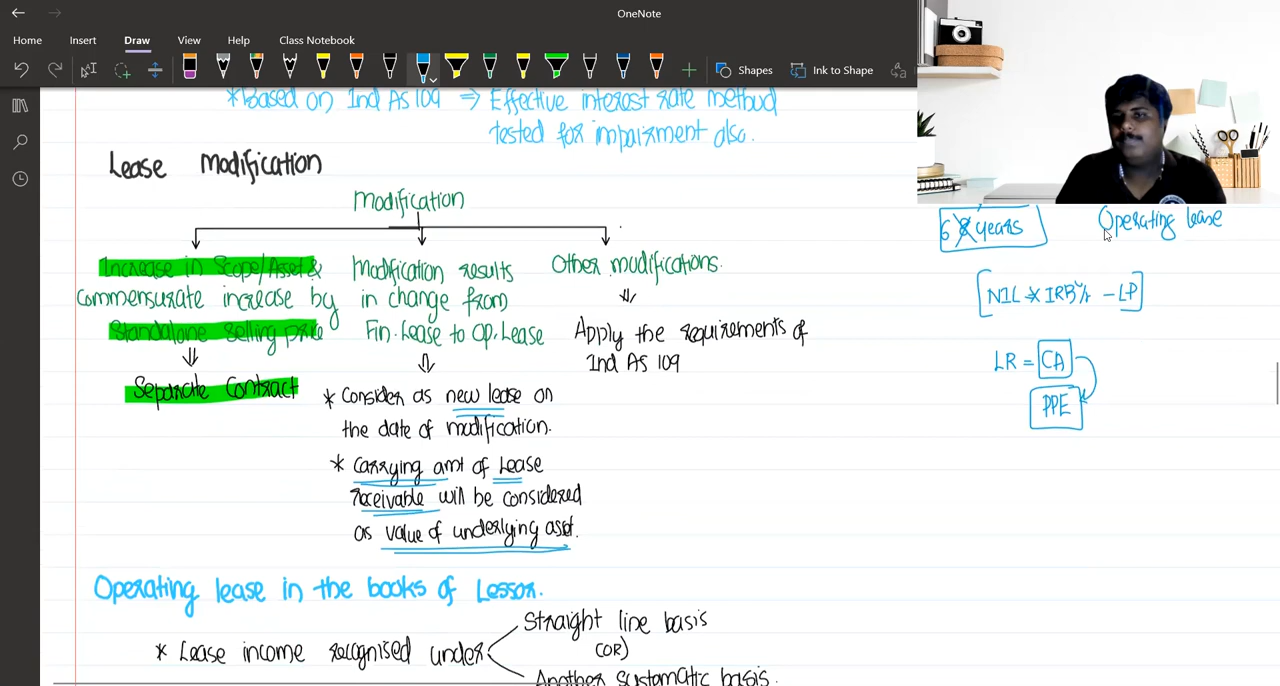 OneNote
Home Insert Draw View Help Class Notebook
Shapes Ink to Shape
*Based on Ind As 109 ⇒ Effective interest rate method
tested for impairment also.
Lease Modification
Modification
Increase in Scope/Asset &
Commensurate increase by
Standalone selling price
Separate Contract
Modification results
in change from
Fin. Lease to Op. Lease
* Consider as new lease on
the date of modification.
* Carrying amt of Lease
receivable will be considered
as value of underlying asset.
Other modifications.
Apply the requirements of
Ind AS 109
6 8 years
Operating lease
[NIL * IRB% - LP]
LR = CA
PPE
Operating lease in the books of Lessor.
* Lease income recognised under
Straight line basis
(OR)
Another systematic basis.